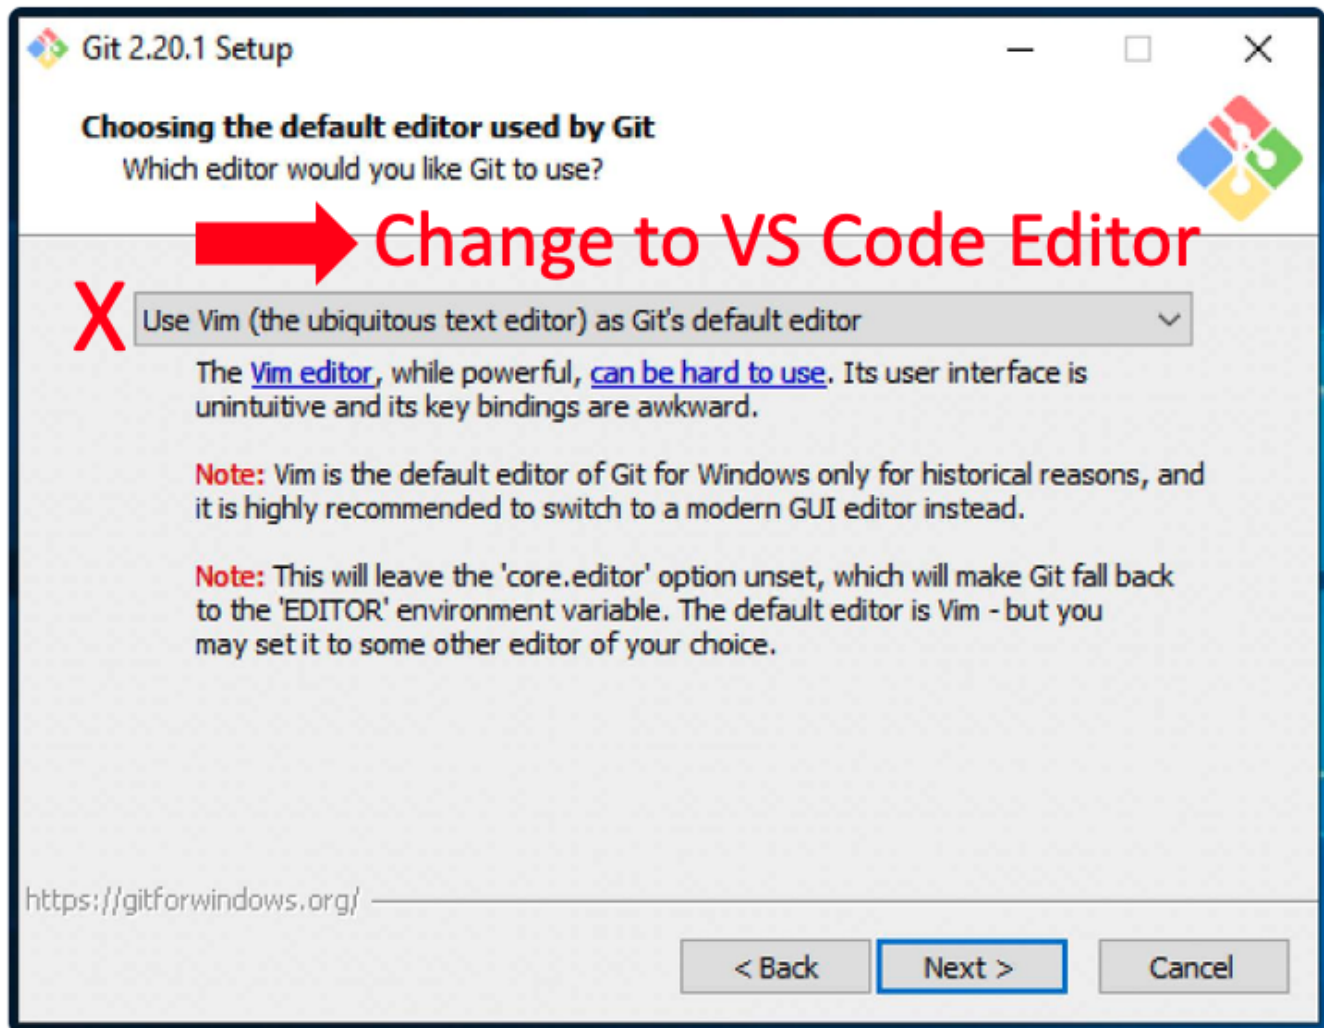 Git 2.20.1 Setup
Choosing the default editor used by Git
Which editor would you like Git to use?
Change to VS Code Editor
X
Use Vim (the ubiquitous text editor) as Git's default editor
The Vim editor, while powerful, can be hard to use. Its user interface is
unintuitive and its key bindings are awkward.
Note: Vim is the default editor of Git for Windows only for historical reasons, and
it is highly recommended to switch to a modern GUI editor instead.
Note: This will leave the 'core.editor' option unset, which will make Git fall back
to the 'EDITOR' environment variable. The default editor is Vim - but you
may set it to some other editor of your choice.
https://gitforwindows.org/
< Back
Next >
Cancel